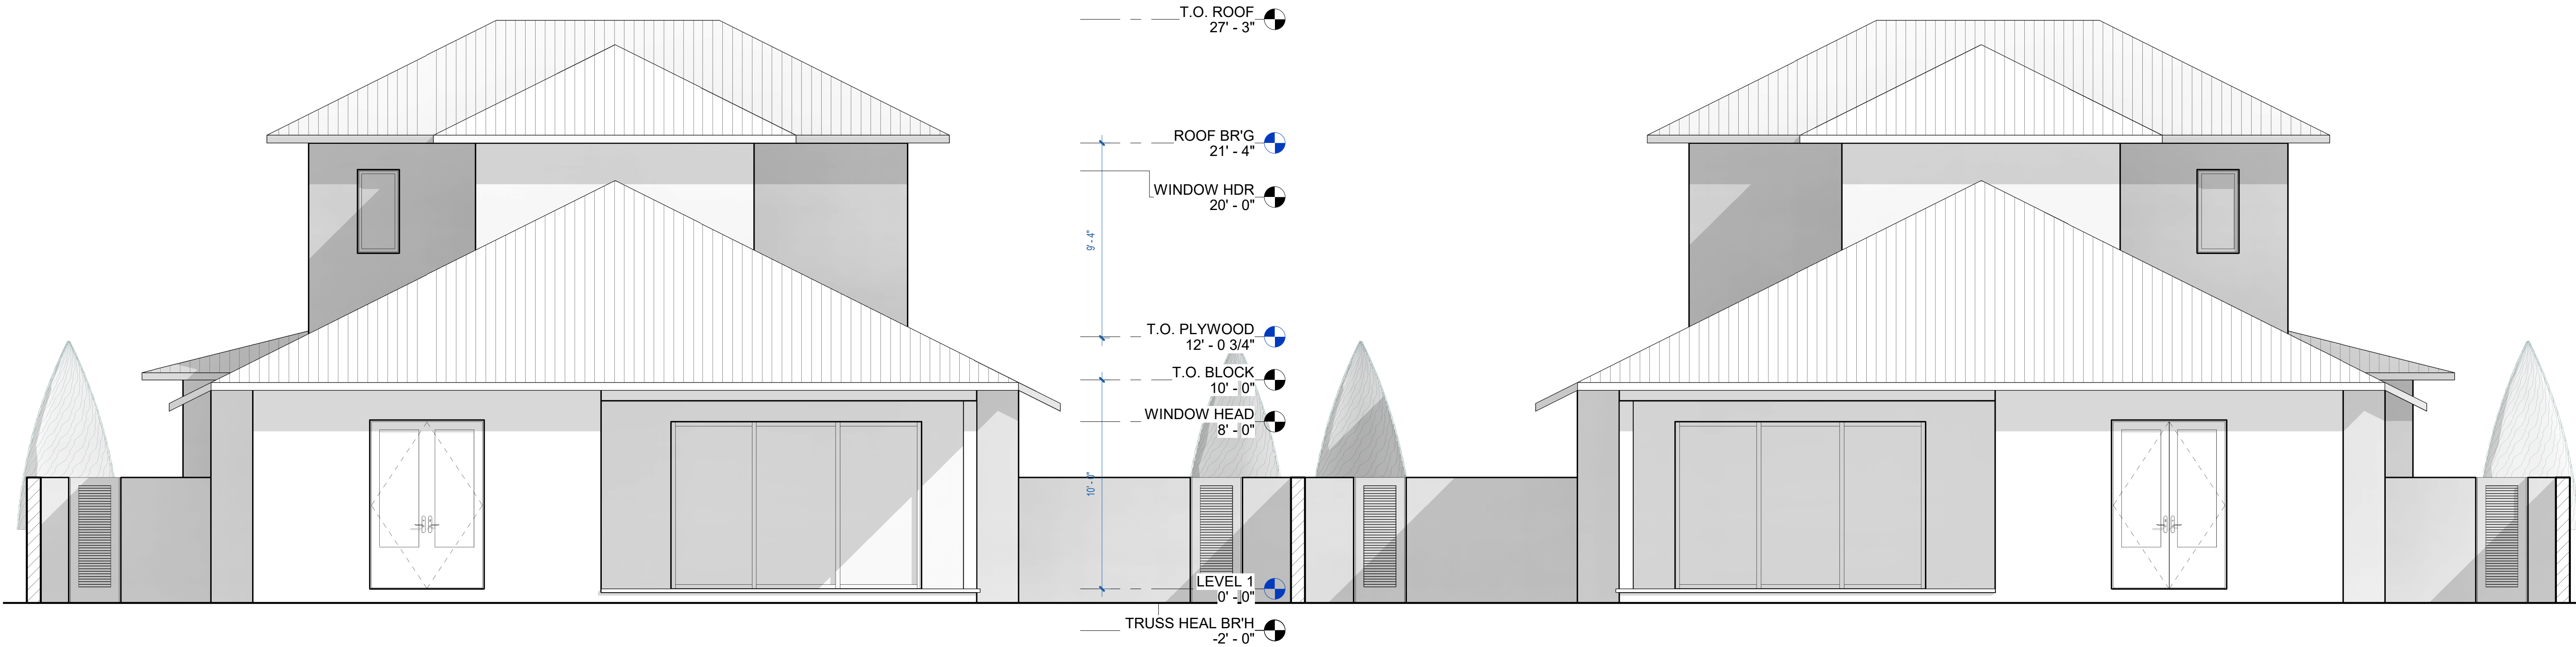 T.O. ROOF
27' - 3"
ROOF BR'G
21' - 4"
WINDOW HDR
20' - 0"
9' - 4"
T.O. PLYWOOD
12' - 0 3/4"
T.O. BLOCK
10' - 0"
WINDOW HEAD
8' - 0"
10' - 0"
LEVEL 1
0' - 0"
TRUSS HEAL BR'H
-2' - 0"